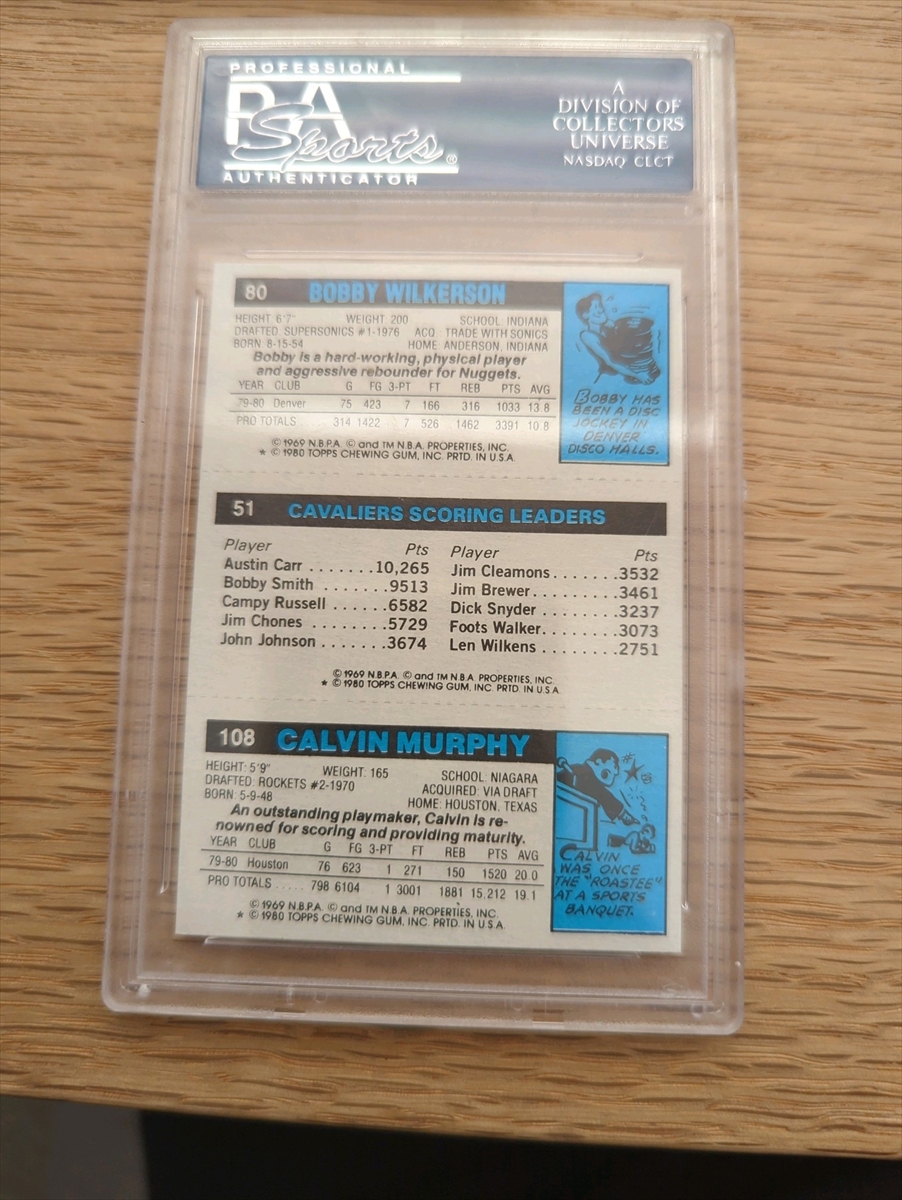 PROFESSIONAL
PSA
Sports®
AUTHENTICATOR
A
DIVISION OF
COLLECTORS
UNIVERSE
NASDAQ CLCT
80 BOBBY WILKERSON
HEIGHT: 6'7" WEIGHT 200 SCHOOL: INDIANA
DRAFTED: SUPERSONICS #1-1976 ACQ.: TRADE WITH SONICS
BORN 8-15-54 HOME: ANDERSON, INDIANA
Bobby is a hard-working, physical player
and aggressive rebounder for Nuggets.
YEAR CLUB G FG 3-PT FT REB PTS AVG
79-80 Denver 75 423 7 166 316 1033 13.8
PRO TOTALS 314 1422 7 526 1462 3391 10.8
© 1969 N.B.P.A. © and TM N.B.A. PROPERTIES, INC.
* © 1980 TOPPS CHEWING GUM, INC. PRTD. IN U.S.A.
BOBBY HAS
BEEN A DISC
JOCKEY IN
DENVER
DISCO HALLS.
51 CAVALIERS SCORING LEADERS
Player Pts Player Pts
Austin Carr . . . . . . . 10,265 Jim Cleamons . . . . . . . 3532
Bobby Smith . . . . . . . 9513 Jim Brewer . . . . . . . . 3461
Campy Russell . . . . . . 6582 Dick Snyder . . . . . . . 3237
Jim Chones . . . . . . . . 5729 Foots Walker . . . . . . . 3073
John Johnson . . . . . . . 3674 Len Wilkens . . . . . . . . 2751
© 1969 N.B.P.A. © and TM N.B.A. PROPERTIES, INC.
* © 1980 TOPPS CHEWING GUM, INC. PRTD. IN U.S.A.
108 CALVIN MURPHY
HEIGHT: 5'9" WEIGHT: 165 SCHOOL: NIAGARA
DRAFTED: ROCKETS #2-1970 ACQUIRED: VIA DRAFT
BORN: 5-9-48 HOME: HOUSTON, TEXAS
An outstanding playmaker, Calvin is re-
nowned for scoring and providing maturity.
YEAR CLUB G FG 3-PT FT REB PTS AVG
79-80 Houston 76 623 1 271 150 1520 20.0
PRO TOTALS . . . . . 798 6104 1 3001 1881 15,212 19.1
© 1969 N.B.P.A. © and TM N.B.A. PROPERTIES, INC.
* © 1980 TOPPS CHEWING GUM, INC. PRTD. IN U.S.A.
CALVIN
WAS ONCE
THE "ROASTEE"
AT A SPORTS
BANQUET.